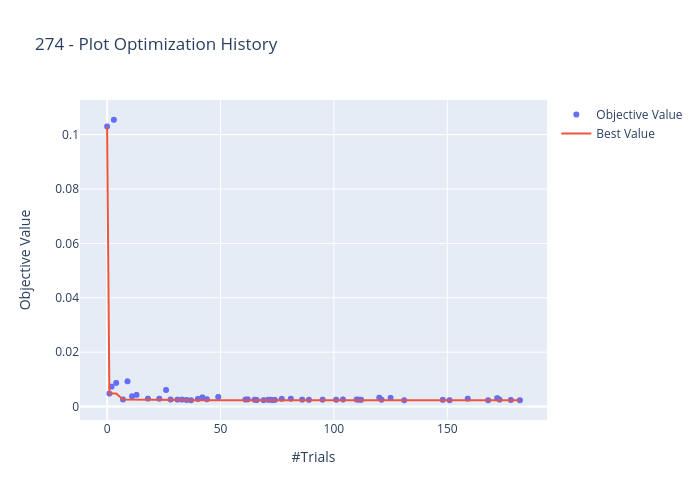 274 - Plot Optimization History
Objective Value
Best Value
0.1
0.08
0.06
0.04
0.02
0
Objective Value
0
50
100
150
#Trials